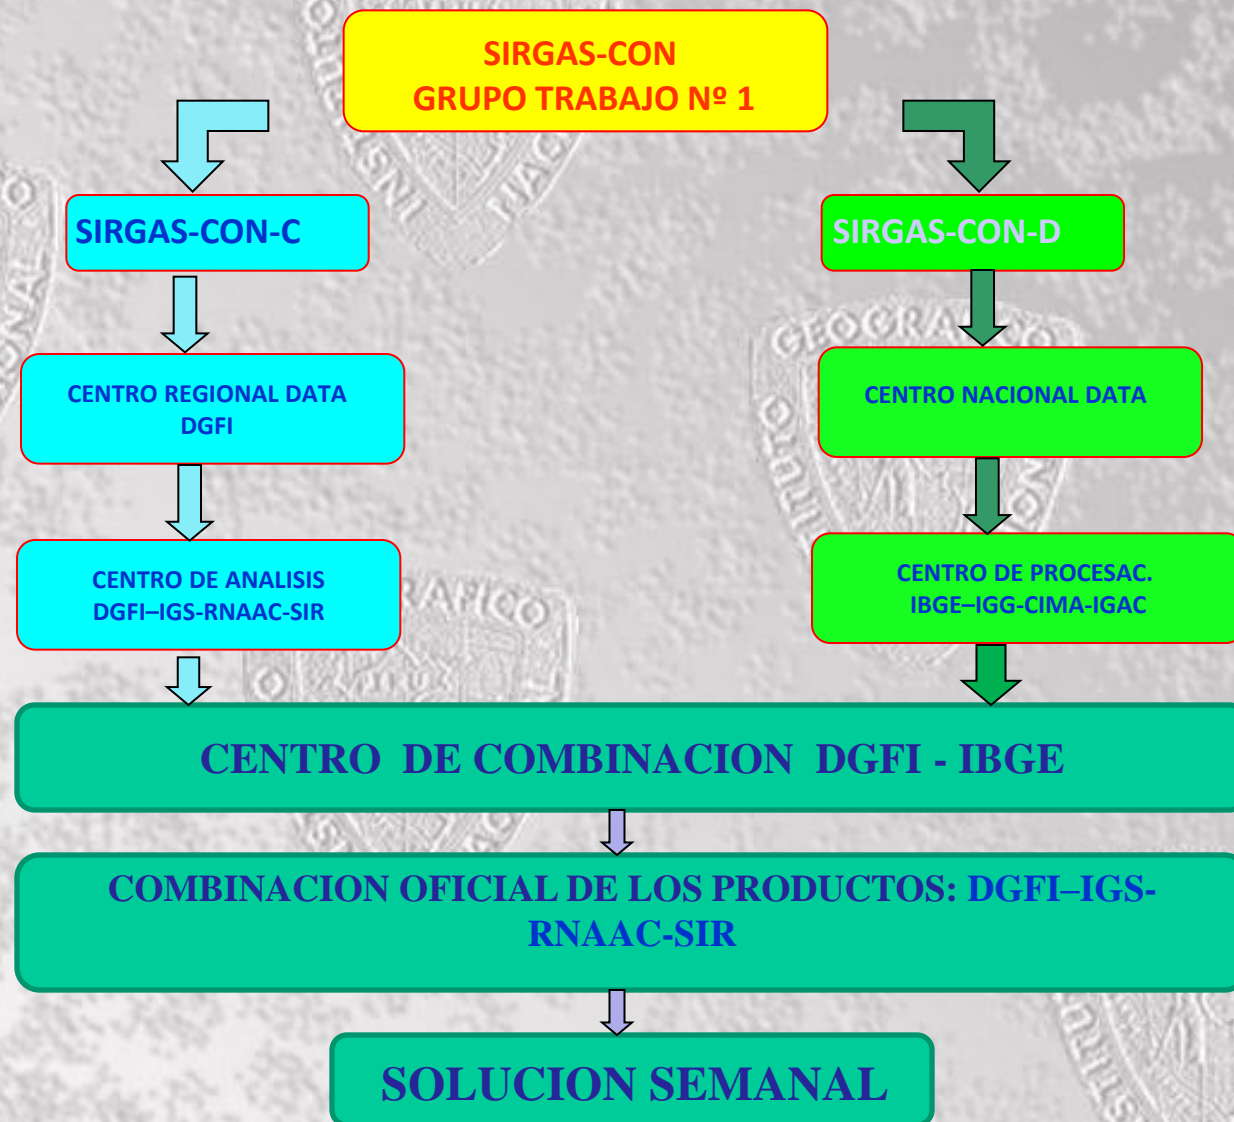 SIRGAS-CON
GRUPO TRABAJO Nº 1
SIRGAS-CON-C
SIRGAS-CON-D
CENTRO REGIONAL DATA
DGFI
CENTRO NACIONAL DATA
CENTRO DE ANALISIS
DGFI–IGS-RNAAC-SIR
CENTRO DE PROCESAC.
IBGE–IGG-CIMA-IGAC
CENTRO DE COMBINACION DGFI - IBGE
COMBINACION OFICIAL DE LOS PRODUCTOS: DGFI–IGS-
RNAAC-SIR
SOLUCION SEMANAL